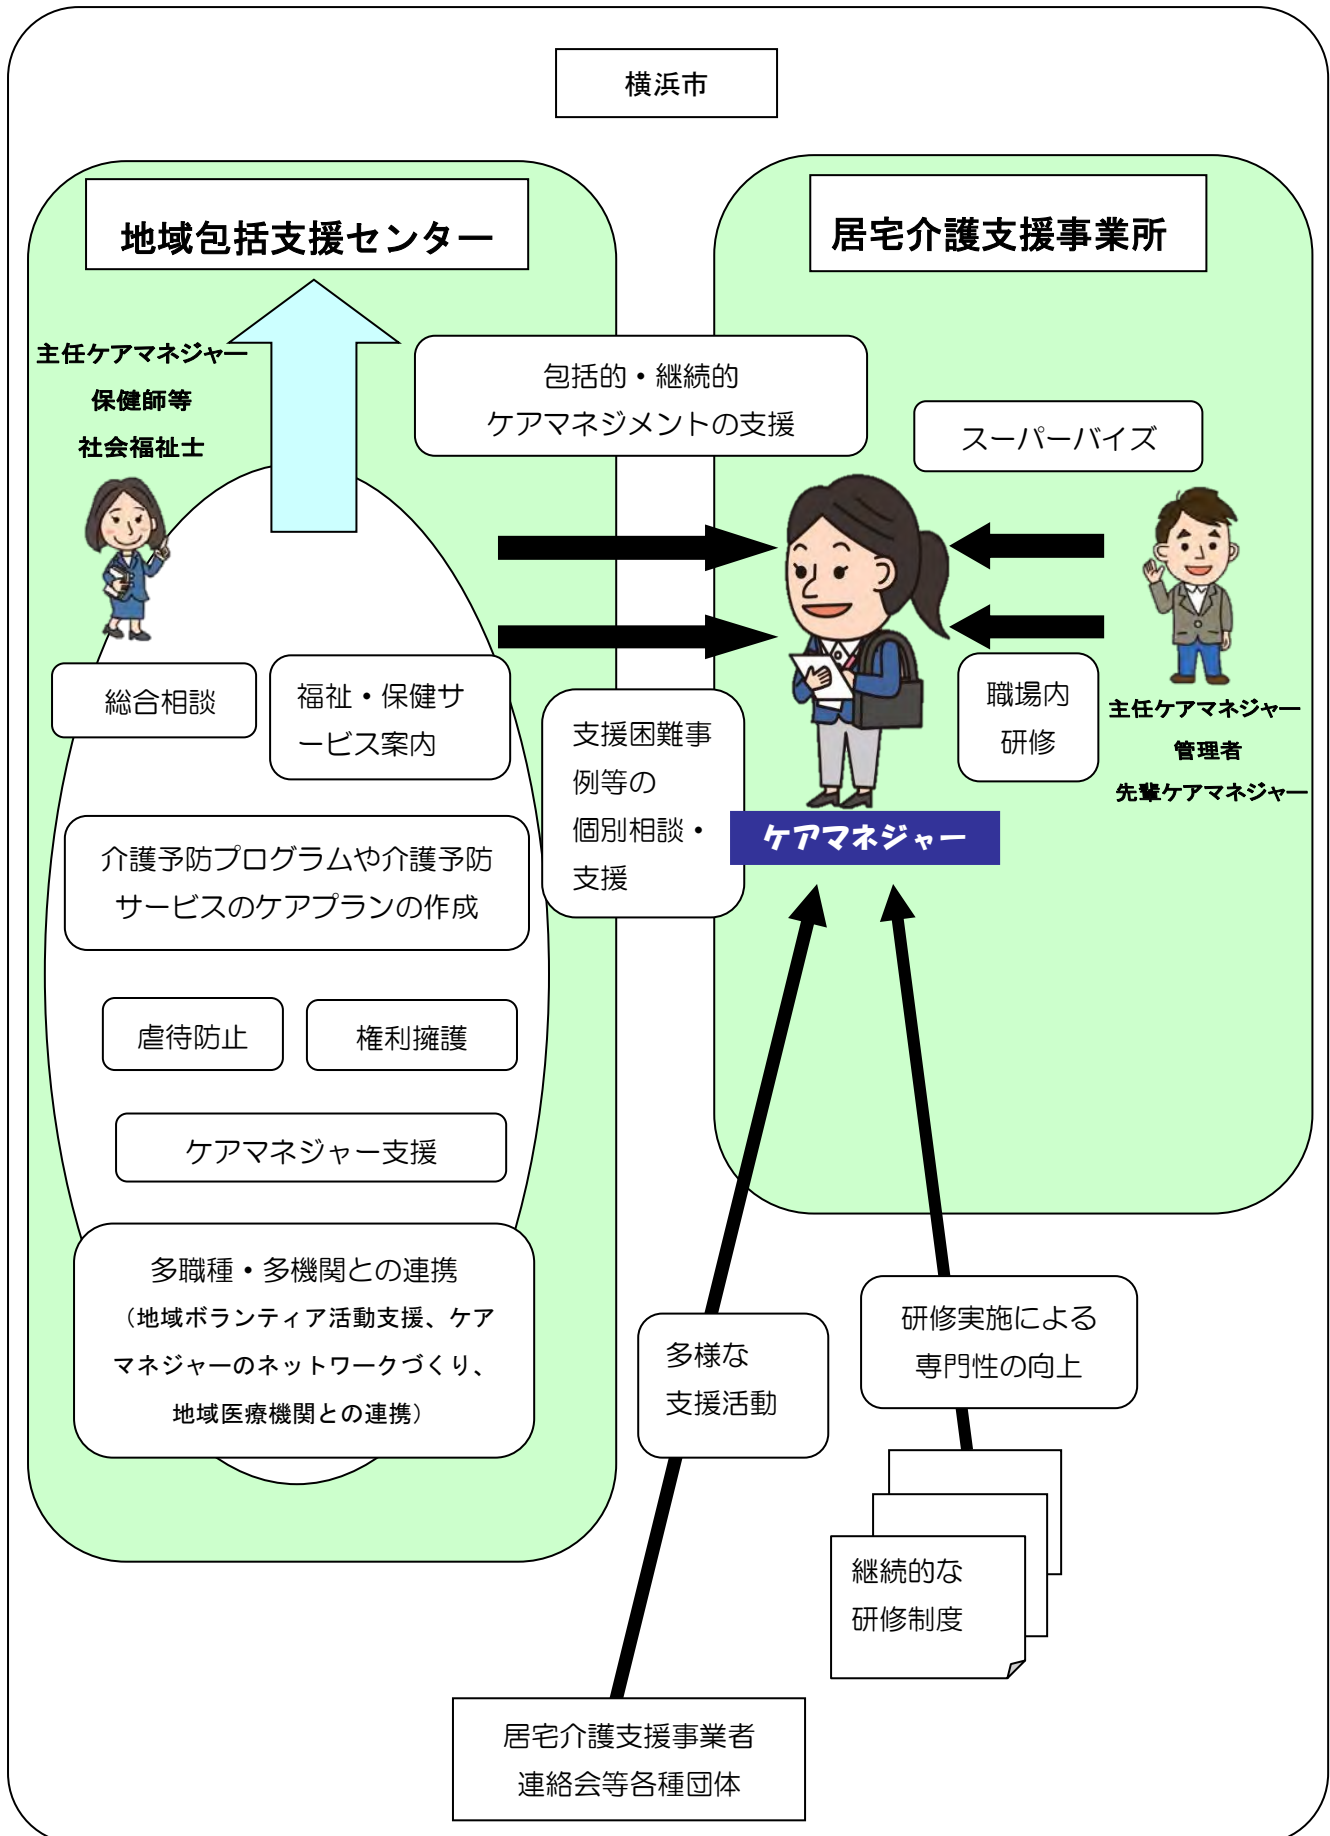 横浜市
地域包括支援センター
居宅介護支援事業所
主任ケアマネジャー
保健師等
社会福祉士
包括的・継続的
ケアマネジメントの支援
スーパーバイズ
総合相談
福祉・保健サ
ービス案内
支援困難事
例等の
個別相談・
支援
職場内
研修
主任ケアマネジャー
管理者
先輩ケアマネジャー
ケアマネジャー
介護予防プログラムや介護予防
サービスのケアプランの作成
虐待防止
権利擁護
ケアマネジャー支援
多職種・多機関との連携
（地域ボランティア活動支援、ケア
マネジャーのネットワークづくり、
地域医療機関との連携）
多様な
支援活動
研修実施による
専門性の向上
継続的な
研修制度
居宅介護支援事業者
連絡会等各種団体